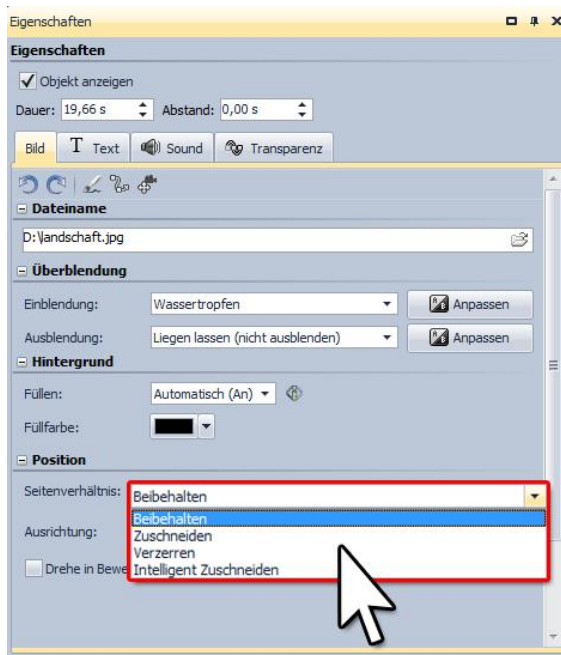 Eigenschaften
Eigenschaften
Objekt anzeigen
Dauer: 19,66 s Abstand: 0,00 s
Bild T Text Sound Transparenz
Dateiname
D:\landschaft.jpg
Überblendung
Einblendung: Wassertropfen Anpassen
Ausblendung: Liegen lassen (nicht ausblenden) Anpassen
Hintergrund
Füllen: Automatisch (An)
Füllfarbe:
Position
Seitenverhältnis: Beibehalten
Beibehalten
Ausrichtung: Zuschneiden
Verzerren
Drehe in Bewe Intelligent Zuschneiden